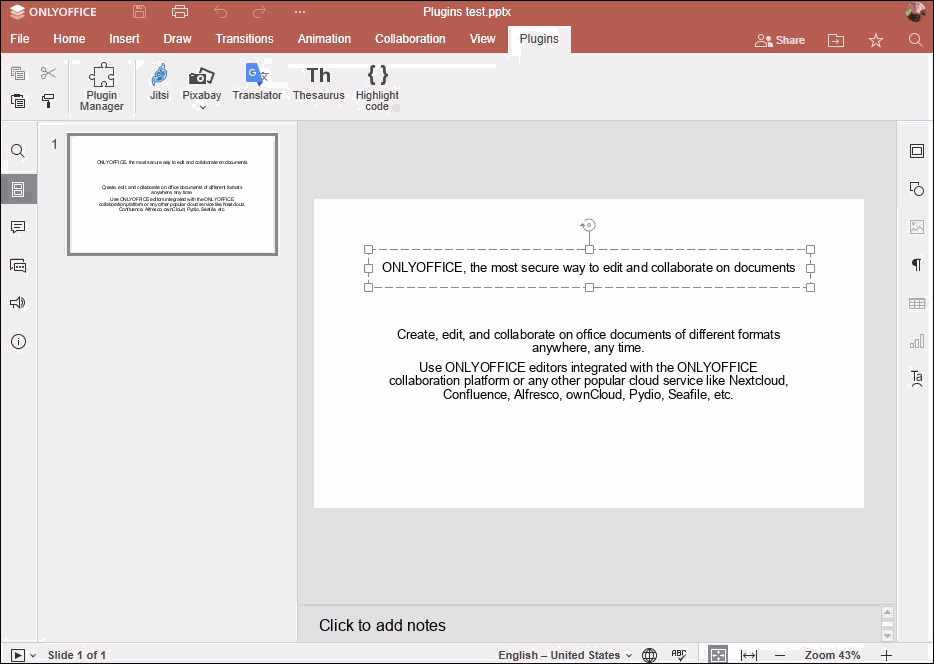 ONLYOFFICE
Plugins test.pptx
File Home Insert Draw Transitions Animation Collaboration View Plugins Share
Plugin Manager
Jitsi
Pixabay
Translator
Th
Thesaurus
{ }
Highlight code
1
ONLYOFFICE, the most secure way to edit and collaborate on documents
Create, edit, and collaborate on office documents of different formats
anywhere, any time.
Use ONLYOFFICE editors integrated with the ONLYOFFICE
collaboration platform or any other popular cloud service like Nextcloud,
Confluence, Alfresco, ownCloud, Pydio, Seafile, etc.
ONLYOFFICE, the most secure way to edit and collaborate on documents
Create, edit, and collaborate on office documents of different formats
anywhere, any time.
Use ONLYOFFICE editors integrated with the ONLYOFFICE
collaboration platform or any other popular cloud service like Nextcloud,
Confluence, Alfresco, ownCloud, Pydio, Seafile, etc.
Click to add notes
Slide 1 of 1
English – United States
ABC
Zoom 43%
Ta